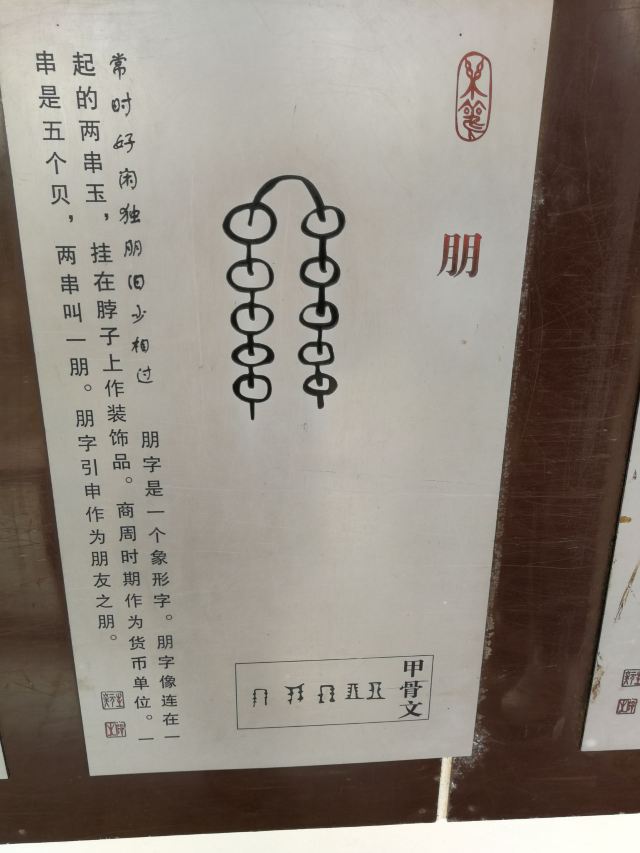 朋
甲骨文
常时好闲独朋旧少相过
朋字是一个象形字。朋字像连在一
起的两串玉，挂在脖子上作装饰品。商周时期作为货币单位。一
串是五个贝，两串叫一朋。朋字引申作为朋友之朋。